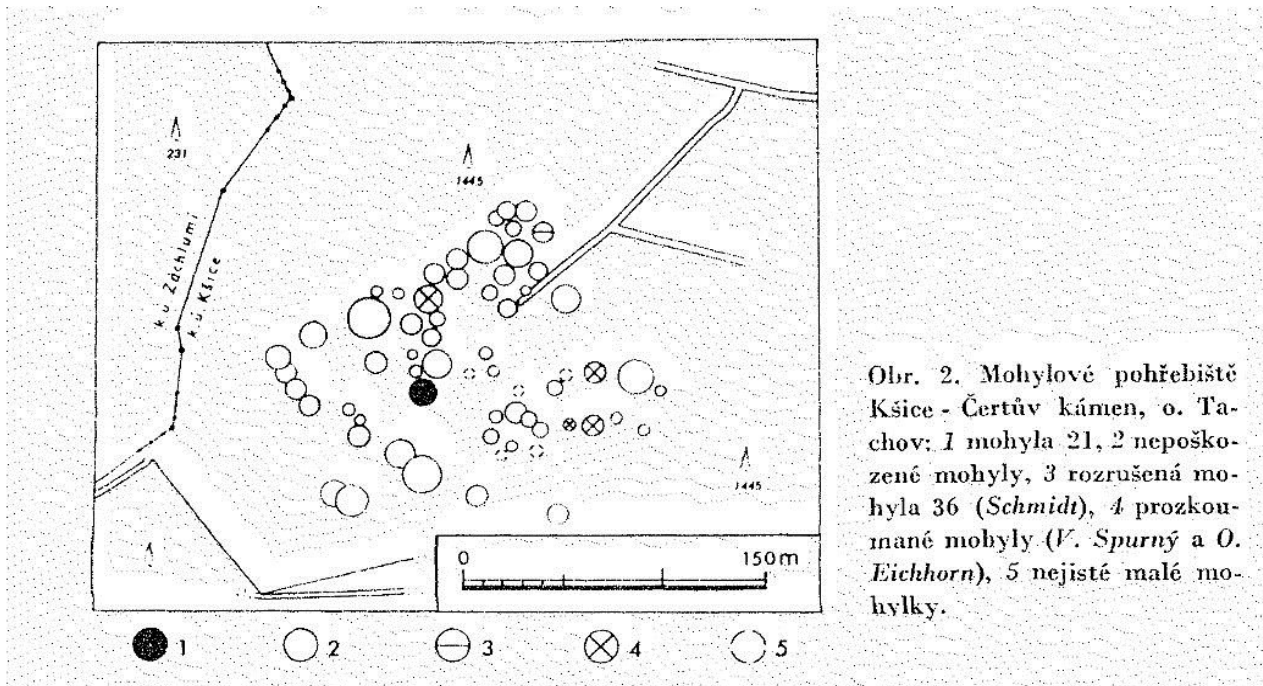 231
1445
k. ú Záchlumí
k. ú Kšice
1445
0 150 m
1 2 3 4 5
Obr. 2. Mohylové pohřebiště
Kšice - Čertův kámen, o. Ta-
chov: 1 mohyla 21, 2 nepoško-
zené mohyly, 3 rozrušená mo-
hyla 36 (Schmidt), 4 prozkou-
mané mohyly (V. Spurný a O.
Eichhorn), 5 nejisté malé mo-
hylky.